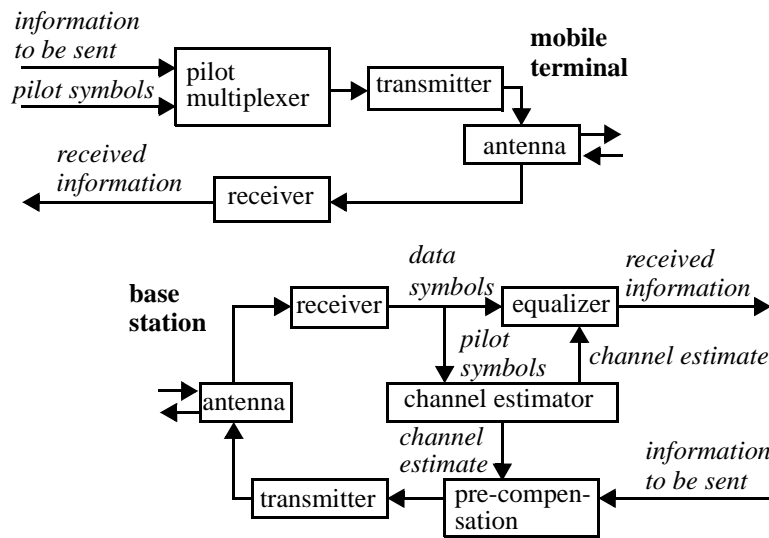 information
to be sent
pilot symbols
pilot
multiplexer
transmitter
mobile
terminal
antenna
received
information
receiver
base
station
receiver
data
symbols
equalizer
received
information
pilot
symbols
channel estimate
antenna
channel estimator
channel
estimate
information
to be sent
transmitter
pre-compen-
sation